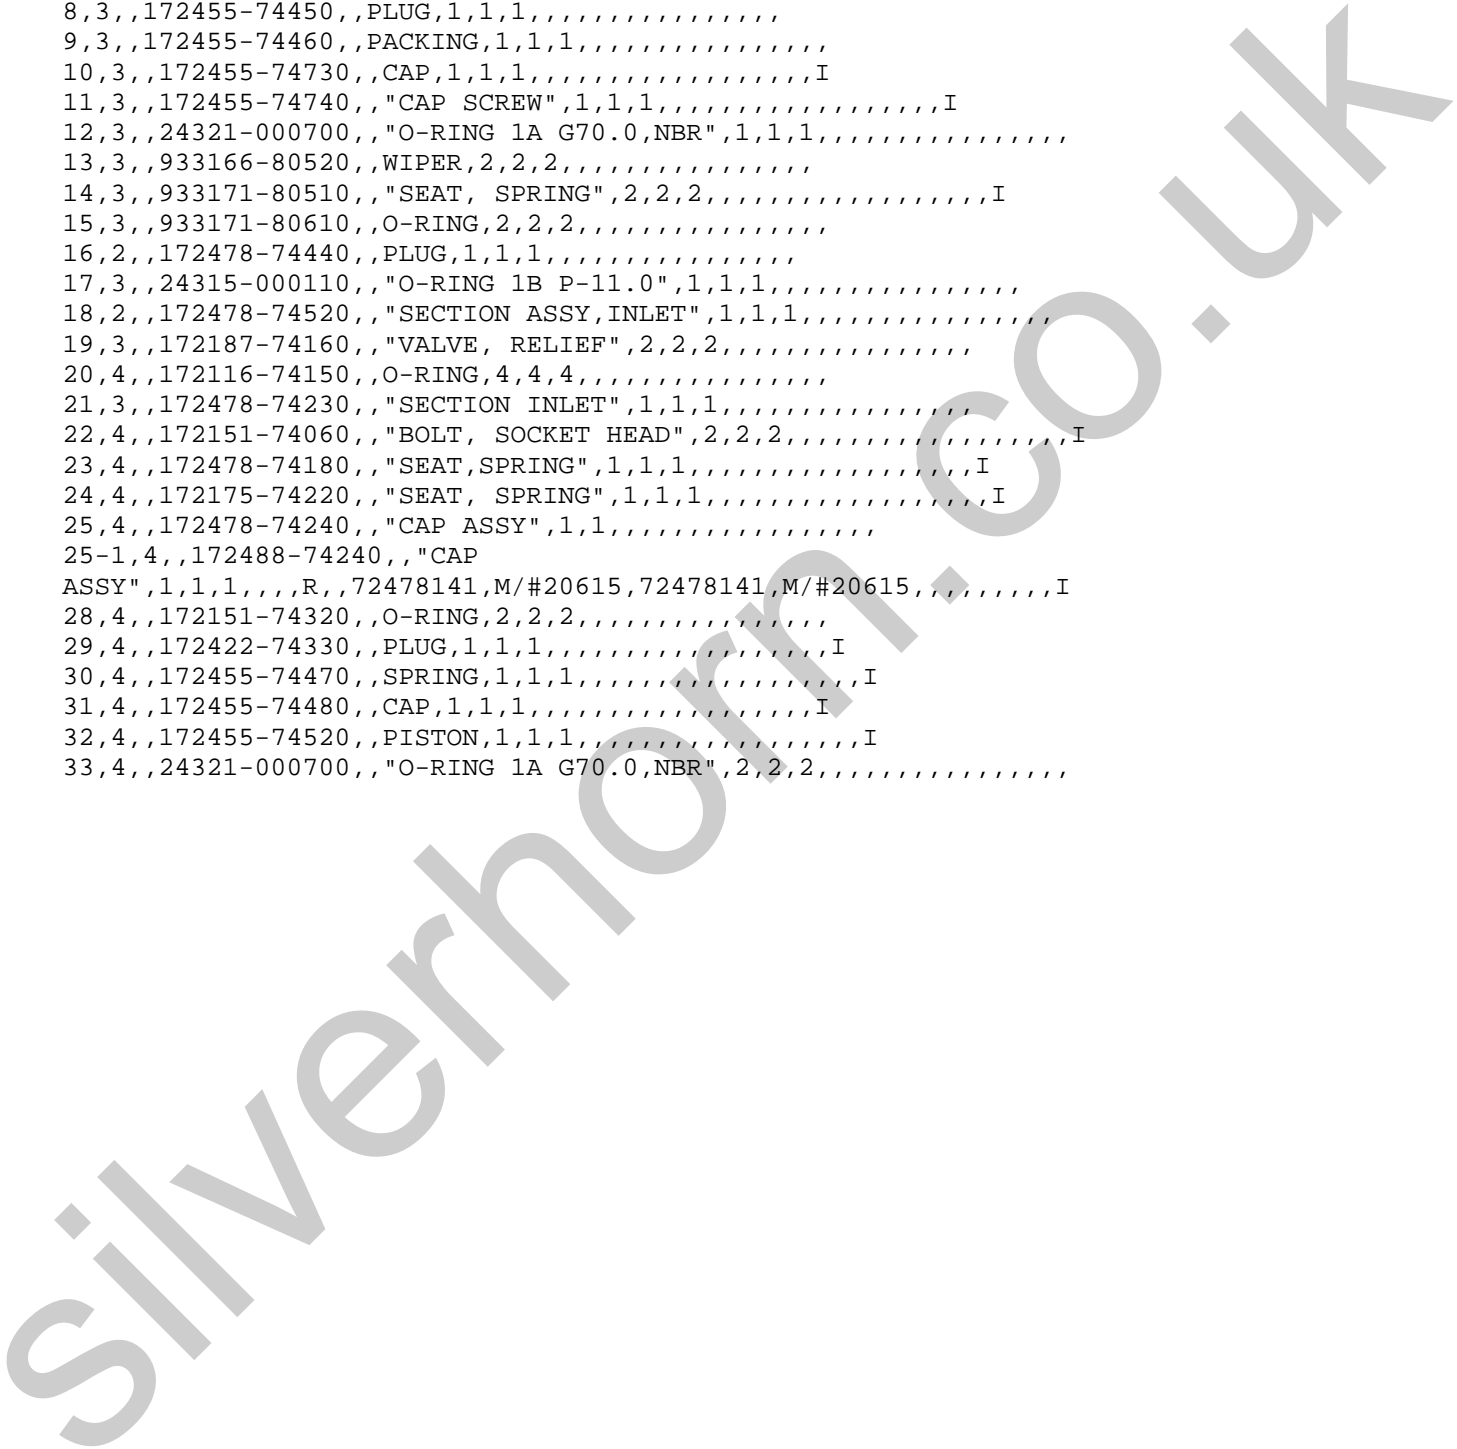 8,3,,172455-74450,,PLUG,1,1,1,,,,,,,,,,,,,,,,
9,3,,172455-74460,,PACKING,1,1,1,,,,,,,,,,,,,,,,
10,3,,172455-74730,,CAP,1,1,1,,,,,,,,,,,,,,,,,,I
11,3,,172455-74740,,"CAP SCREW",1,1,1,,,,,,,,,,,,,,,,,,I
12,3,,24321-000700,,"O-RING 1A G70.0,NBR",1,1,1,,,,,,,,,,,,,,,,
13,3,,933166-80520,,WIPER,2,2,2,,,,,,,,,,,,,,,,
14,3,,933171-80510,,"SEAT, SPRING",2,2,2,,,,,,,,,,,,,,,,,,I
15,3,,933171-80610,,O-RING,2,2,2,,,,,,,,,,,,,,,,
16,2,,172478-74440,,PLUG,1,1,1,,,,,,,,,,,,,,,,
17,3,,24315-000110,,"O-RING 1B P-11.0",1,1,1,,,,,,,,,,,,,,,,
18,2,,172478-74520,,"SECTION ASSY,INLET",1,1,1,,,,,,,,,,,,,,,,
19,3,,172187-74160,,"VALVE, RELIEF",2,2,2,,,,,,,,,,,,,,,,
20,4,,172116-74150,,O-RING,4,4,4,,,,,,,,,,,,,,,,
21,3,,172478-74230,,"SECTION INLET",1,1,1,,,,,,,,,,,,,,,,
22,4,,172151-74060,,"BOLT, SOCKET HEAD",2,2,2,,,,,,,,,,,,,,,,,,I
23,4,,172478-74180,,"SEAT,SPRING",1,1,1,,,,,,,,,,,,,,,,,,I
24,4,,172175-74220,,"SEAT, SPRING",1,1,1,,,,,,,,,,,,,,,,,,I
25,4,,172478-74240,,"CAP ASSY",1,1,,,,,,,,,,,,,,,,,
25-1,4,,172488-74240,,"CAP
ASSY",1,1,1,,,,R,,72478141,M/#20615,72478141,M/#20615,,,,,,,,,I
28,4,,172151-74320,,O-RING,2,2,2,,,,,,,,,,,,,,,,
29,4,,172422-74330,,PLUG,1,1,1,,,,,,,,,,,,,,,,,,I
30,4,,172455-74470,,SPRING,1,1,1,,,,,,,,,,,,,,,,,,I
31,4,,172455-74480,,CAP,1,1,1,,,,,,,,,,,,,,,,,,I
32,4,,172455-74520,,PISTON,1,1,1,,,,,,,,,,,,,,,,,,I
33,4,,24321-000700,,"O-RING 1A G70.0,NBR",2,2,2,,,,,,,,,,,,,,,,
silverhorn.co.uk